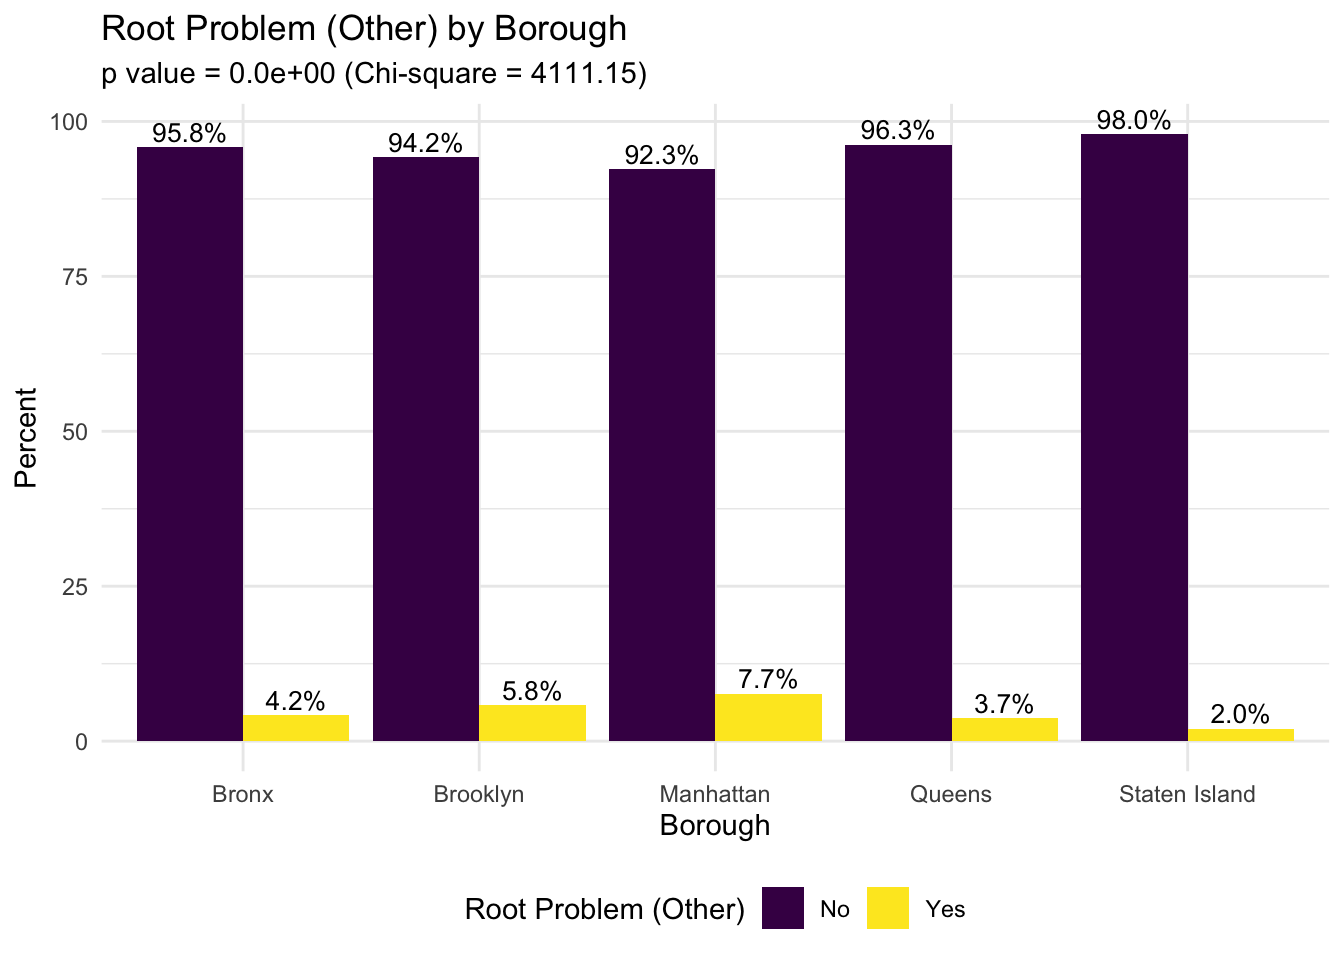 Root Problem (Other) by Borough
p value = 0.0e+00 (Chi-square = 4111.15)
Percent
100
75
50
25
0
95.8%
4.2%
94.2%
5.8%
92.3%
7.7%
96.3%
3.7%
98.0%
2.0%
Bronx Brooklyn Manhattan Queens Staten Island
Borough
Root Problem (Other) No Yes